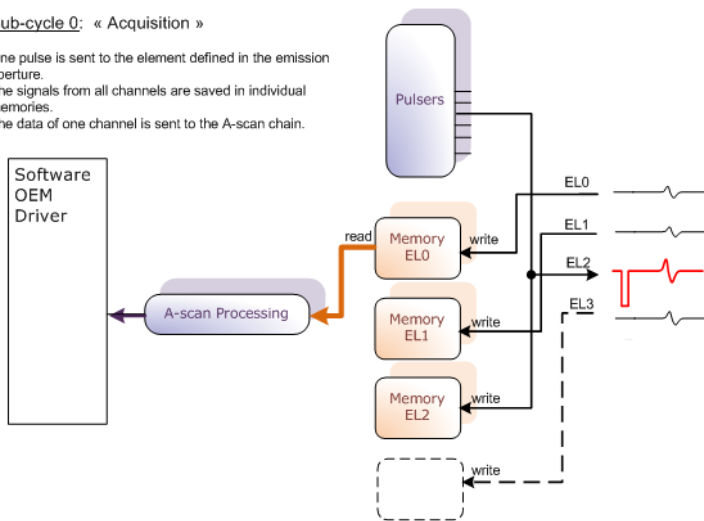 ub-cycle 0: « Acquisition »
ne pulse is sent to the element defined in the emission
perture.
he signals from all channels are saved in individual
emories.
he data of one channel is sent to the A-scan chain.
Pulsers
Software
OEM
Driver
EL0
EL1
EL2
EL3
read
Memory
EL0
write
A-scan Processing
Memory
EL1
write
Memory
EL2
write
write